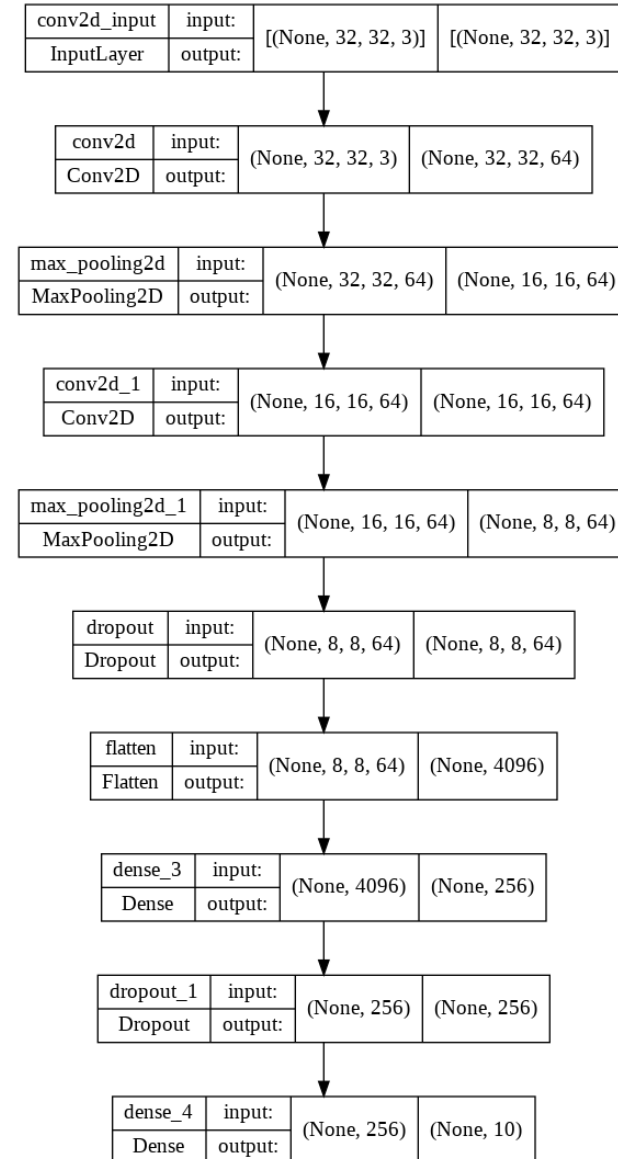 conv2d_input input: [(None, 32, 32, 3)] [(None, 32, 32, 3)]
InputLayer output:
conv2d input: (None, 32, 32, 3) (None, 32, 32, 64)
Conv2D output:
max_pooling2d input: (None, 32, 32, 64) (None, 16, 16, 64)
MaxPooling2D output:
conv2d_1 input: (None, 16, 16, 64) (None, 16, 16, 64)
Conv2D output:
max_pooling2d_1 input: (None, 16, 16, 64) (None, 8, 8, 64)
MaxPooling2D output:
dropout input: (None, 8, 8, 64) (None, 8, 8, 64)
Dropout output:
flatten input: (None, 8, 8, 64) (None, 4096)
Flatten output:
dense_3 input: (None, 4096) (None, 256)
Dense output:
dropout_1 input: (None, 256) (None, 256)
Dropout output:
dense_4 input: (None, 256) (None, 10)
Dense output: